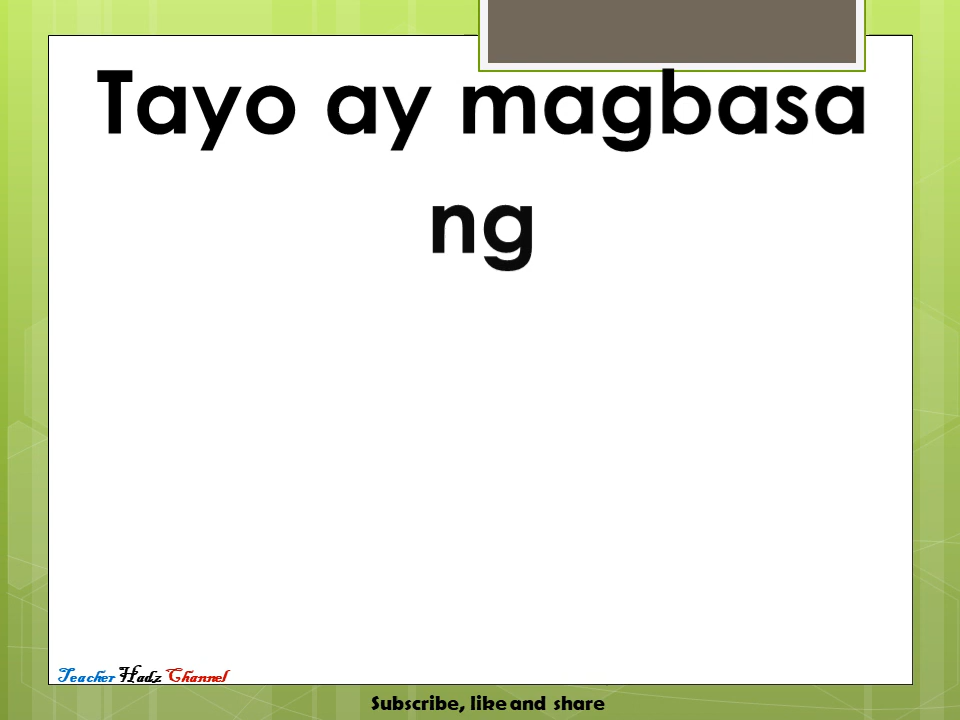 Tayo ay magbasa
ng
Teacher Hadz Channel
Subscribe, like and share